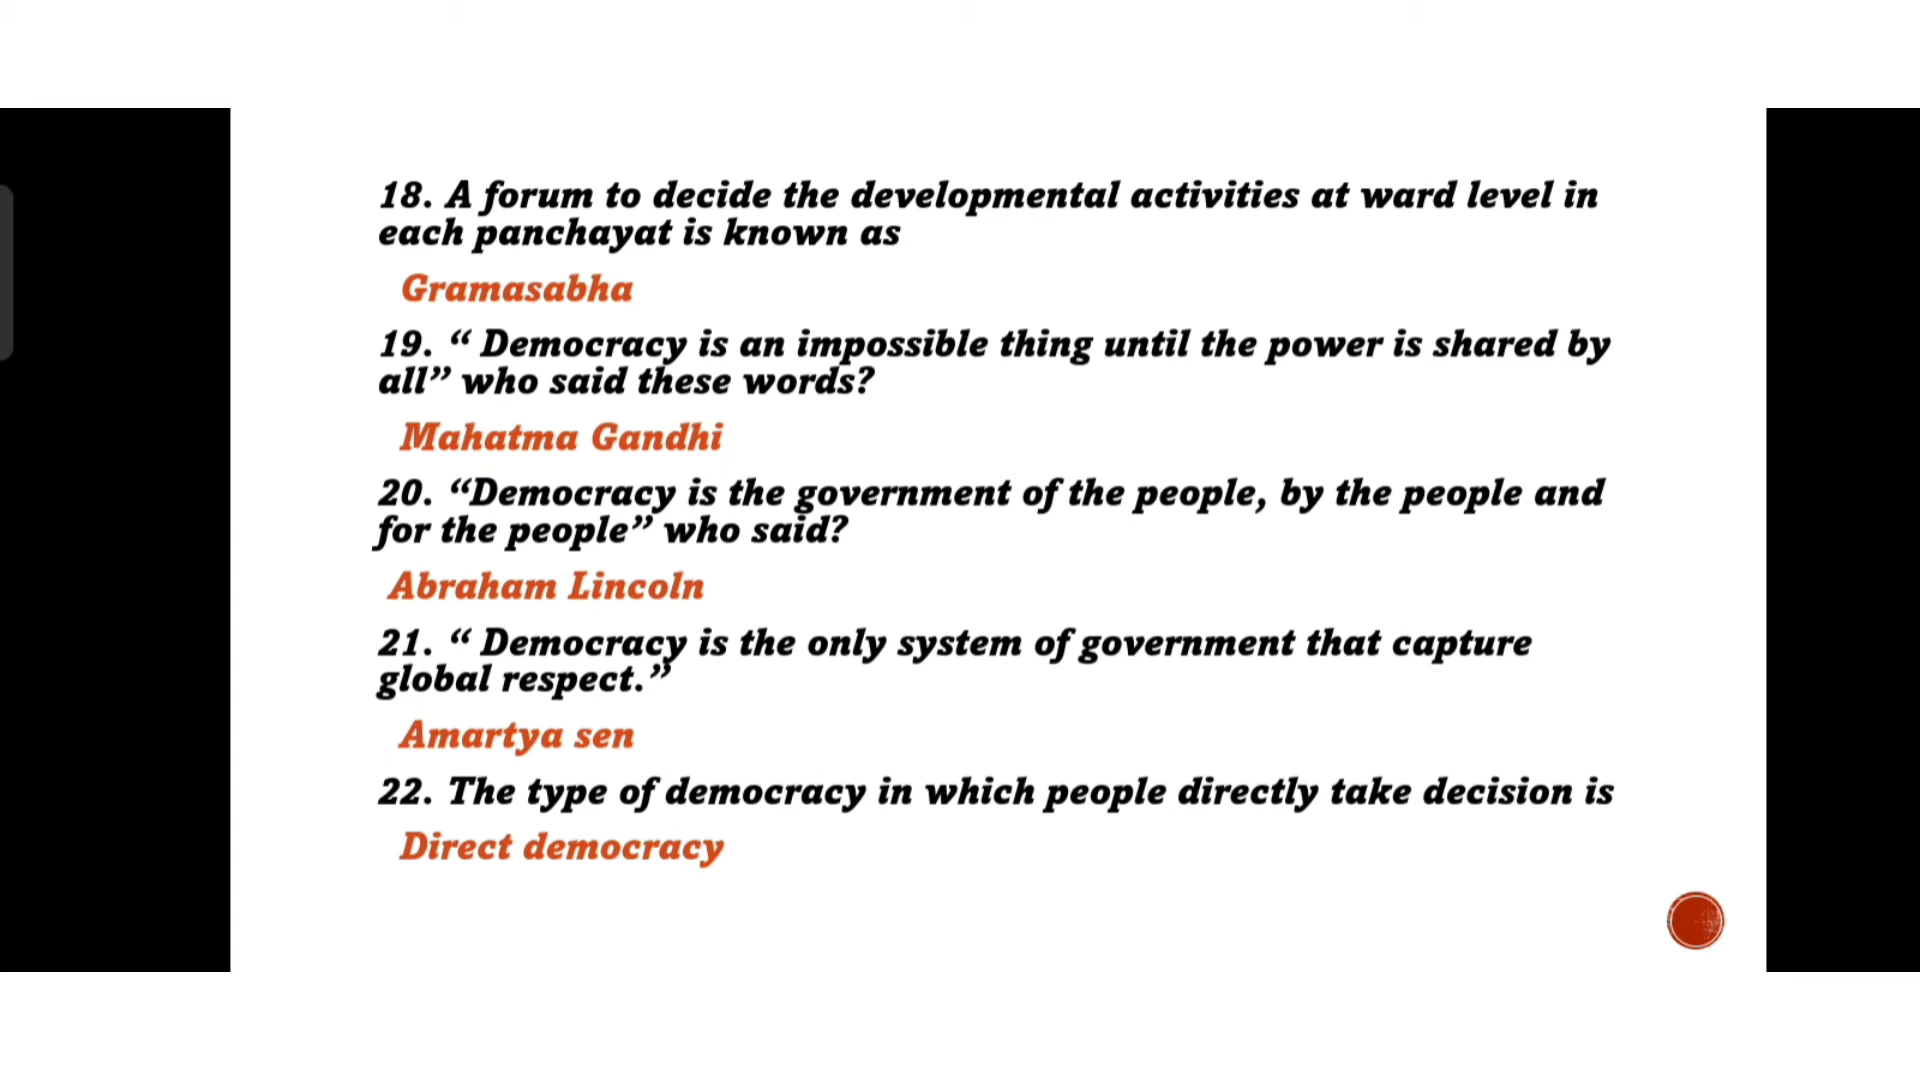 18. A forum to decide the developmental activities at ward level in
each panchayat is known as
Gramasabha
19. “ Democracy is an impossible thing until the power is shared by
all” who said these words?
Mahatma Gandhi
20. “Democracy is the government of the people, by the people and
for the people” who said?
Abraham Lincoln
21. “ Democracy is the only system of government that capture
global respect.”
Amartya sen
22. The type of democracy in which people directly take decision is
Direct democracy